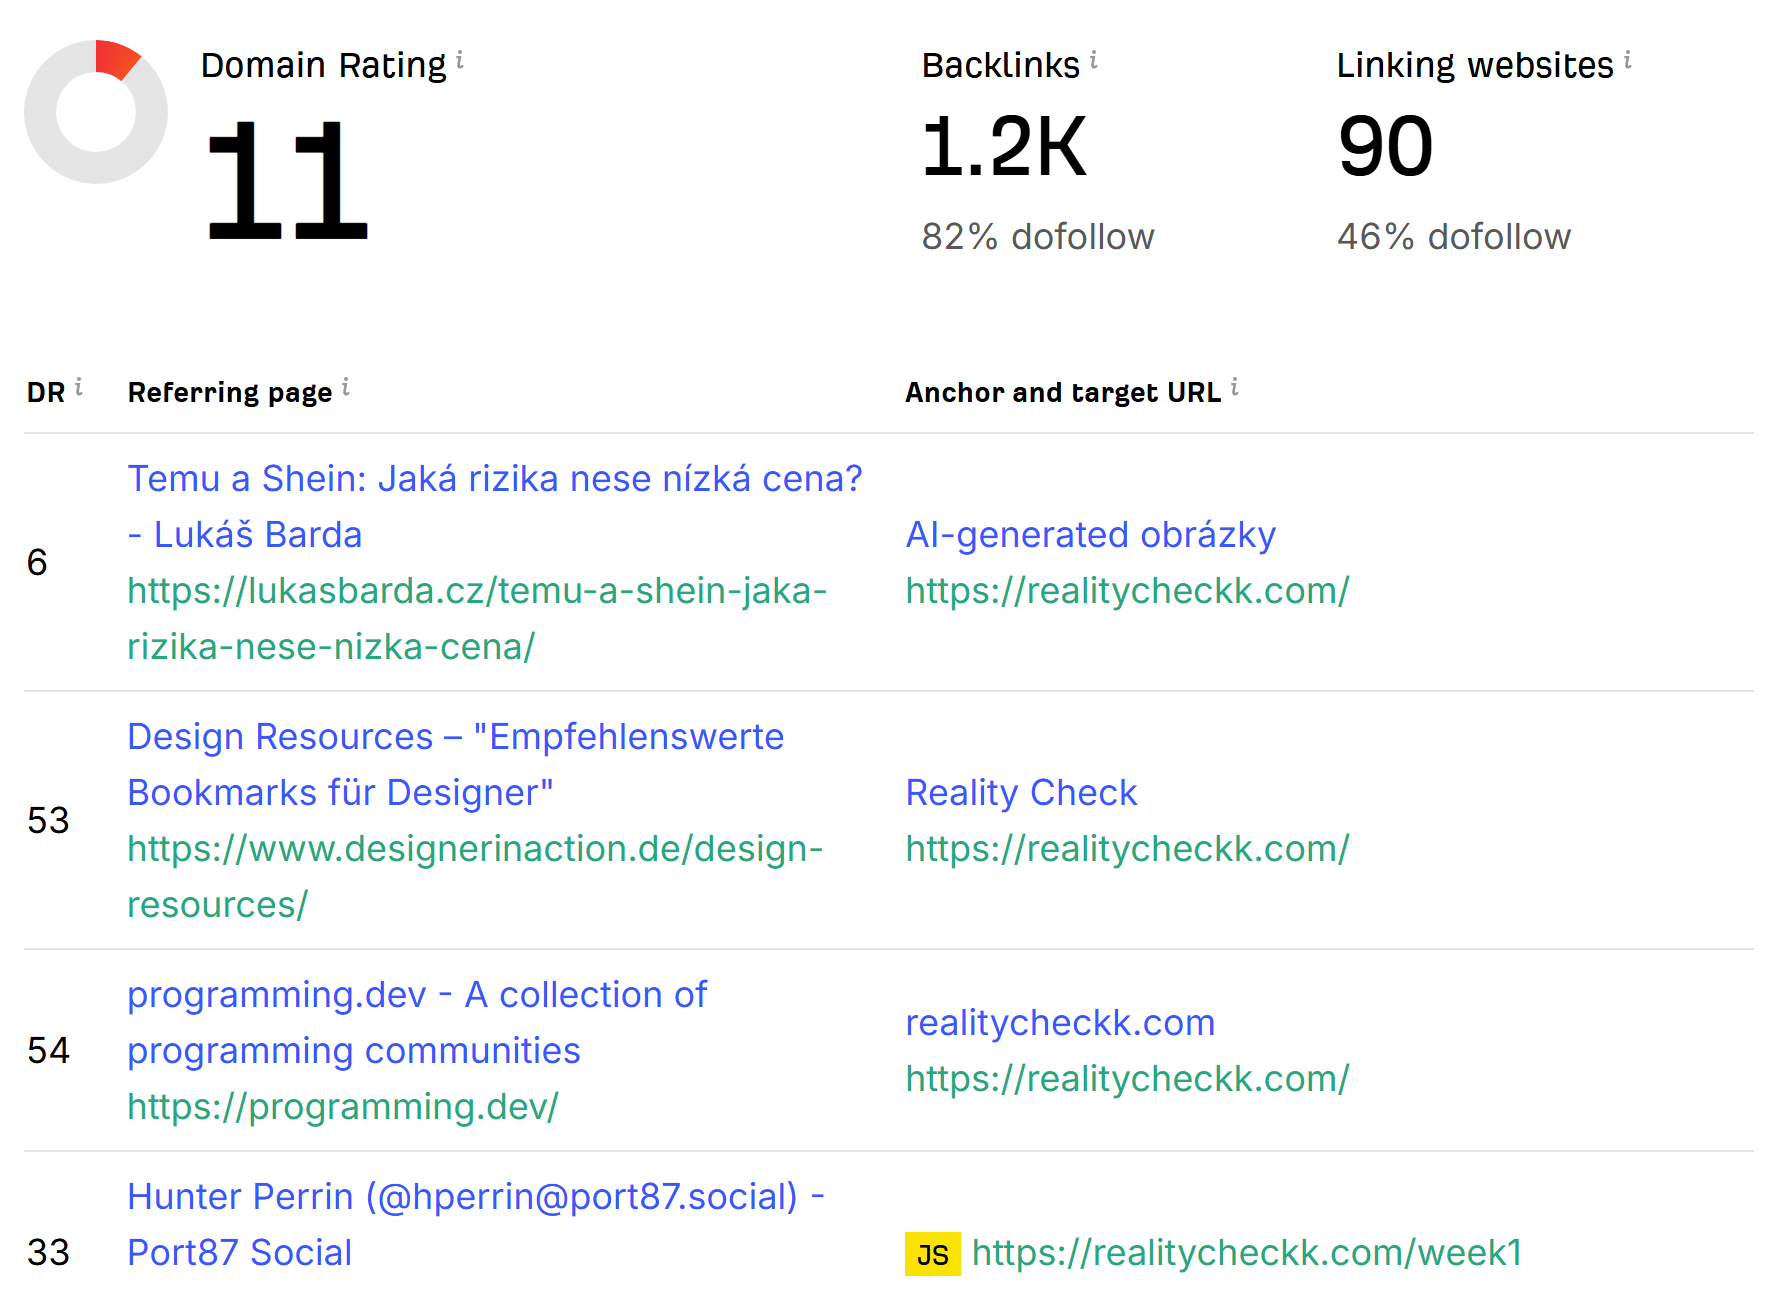 Domain Rating i
11
Backlinks i
1.2K
82% dofollow
Linking websites i
90
46% dofollow
DR i
Referring page i
Anchor and target URL i
6
Temu a Shein: Jaká rizika nese nízká cena?
- Lukáš Barda
https://lukasbarda.cz/temu-a-shein-jaka-
rizika-nese-nizka-cena/
AI-generated obrázky
https://realitycheckk.com/
53
Design Resources – "Empfehlenswerte
Bookmarks für Designer"
https://www.designerinaction.de/design-
resources/
Reality Check
https://realitycheckk.com/
54
programming.dev - A collection of
programming communities
https://programming.dev/
realitycheckk.com
https://realitycheckk.com/
33
Hunter Perrin (@hperrin@port87.social) -
Port87 Social
JS https://realitycheckk.com/week1